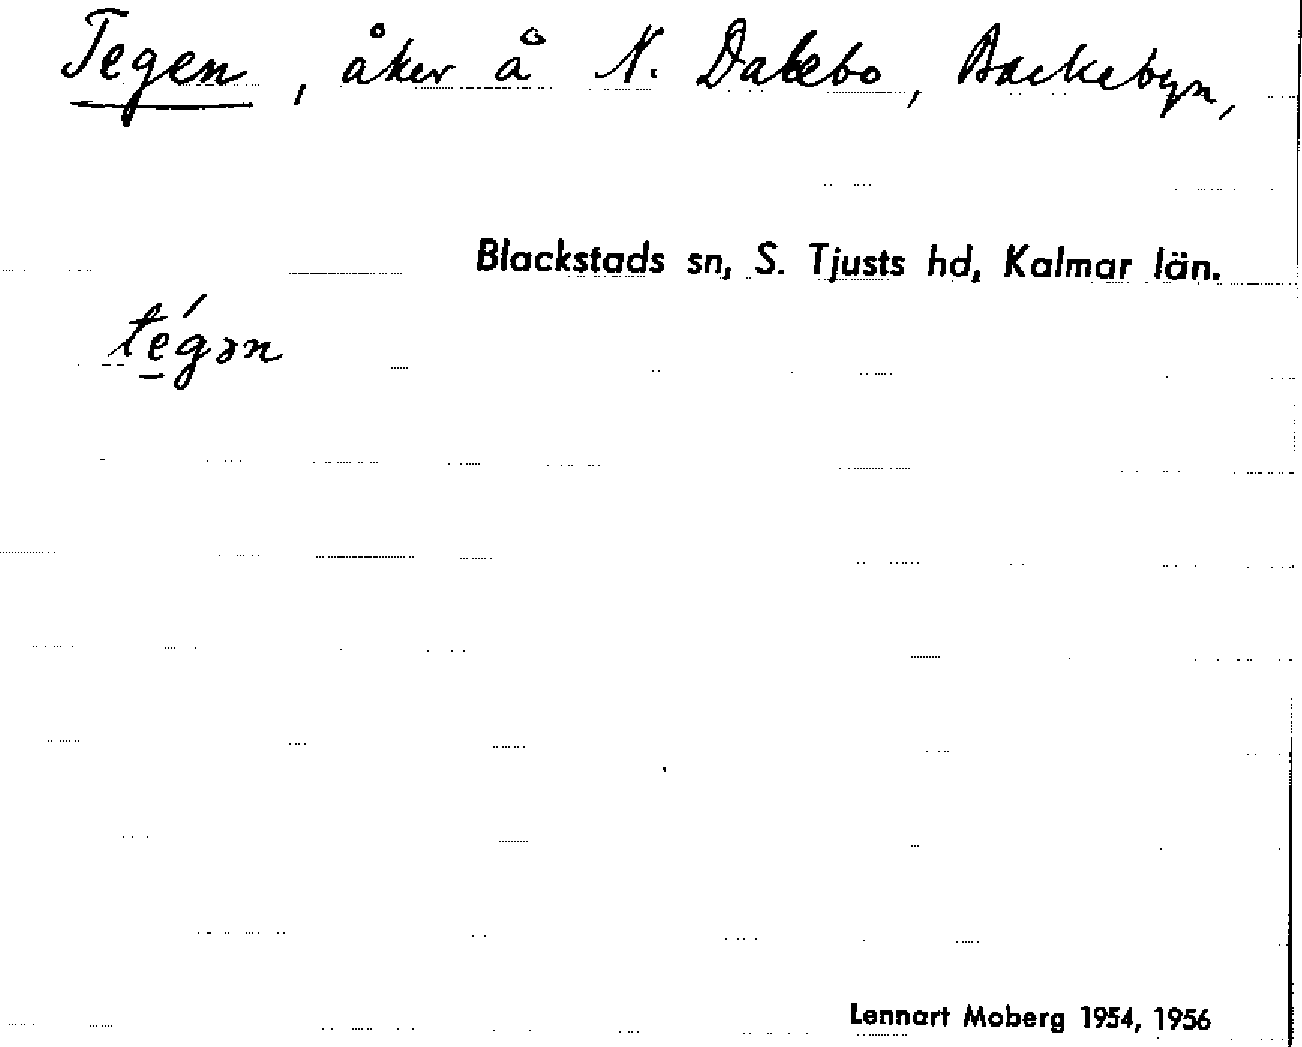 Tegen, åker å N. Dalebo, Backebyn,
Blackstads sn, S. Tjusts hd, Kalmar län.
tégən
Lennart Moberg 1954, 1956